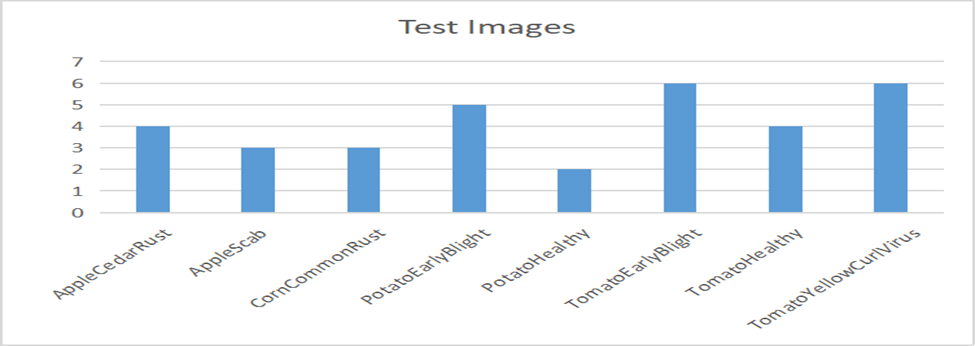 Test Images
7
6
5
4
3
2
1
0
AppleCedarRust
AppleScab
CornCommonRust
PotatoEarlyBlight
PotatoHealthy
TomatoEarlyBlight
TomatoHealthy
TomatoYellowCurlVirus